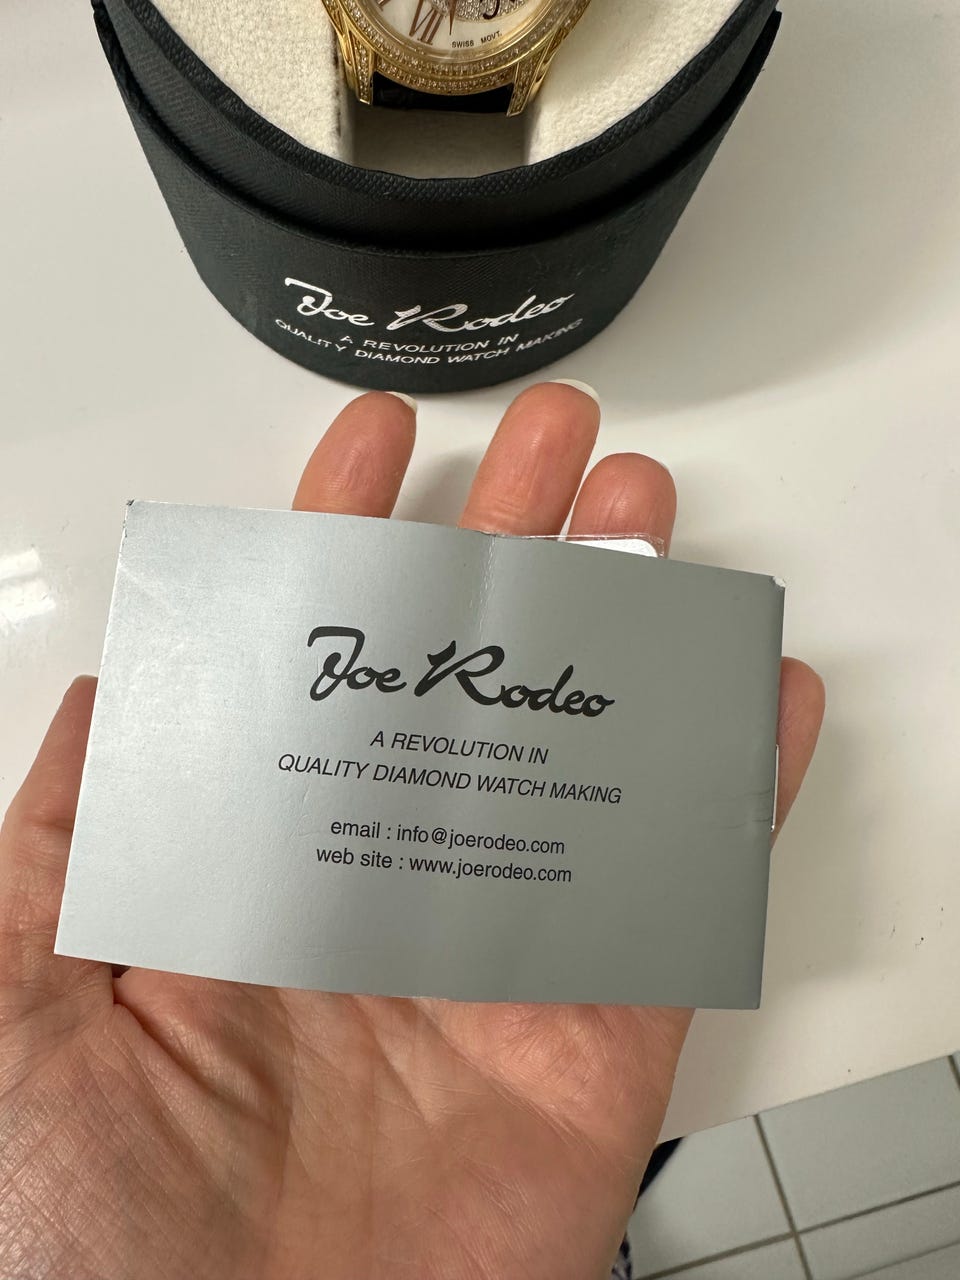 VII
SWISS MOVT.
Joe Rodeo
A REVOLUTION IN
QUALITY DIAMOND WATCH MAKING
Joe Rodeo
A REVOLUTION IN
QUALITY DIAMOND WATCH MAKING
email : info@joerodeo.com
web site : www.joerodeo.com